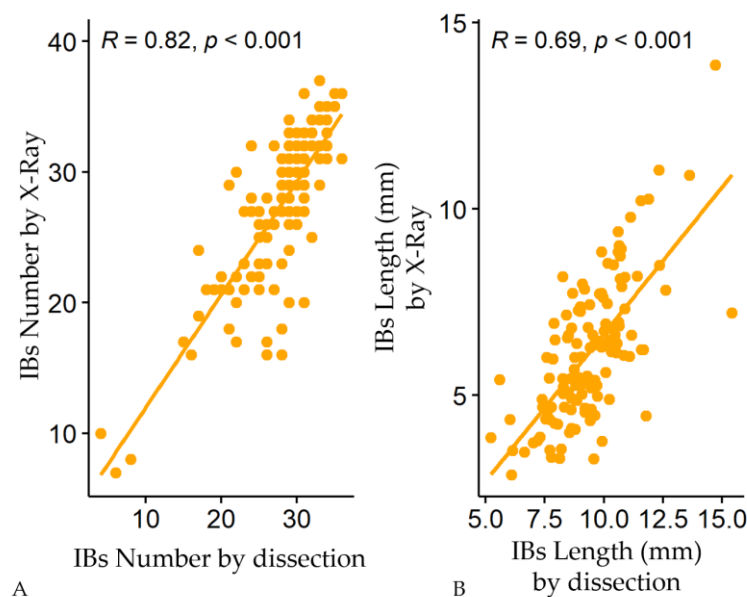 R = 0.82, p < 0.001
40
30
20
10
IBs Number by X-Ray
10
20
30
IBs Number by dissection
A
R = 0.69, p < 0.001
15
10
5
IBs Length (mm)
by X-Ray
5.0
7.5
10.0
12.5
15.0
IBs Length (mm)
by dissection
B